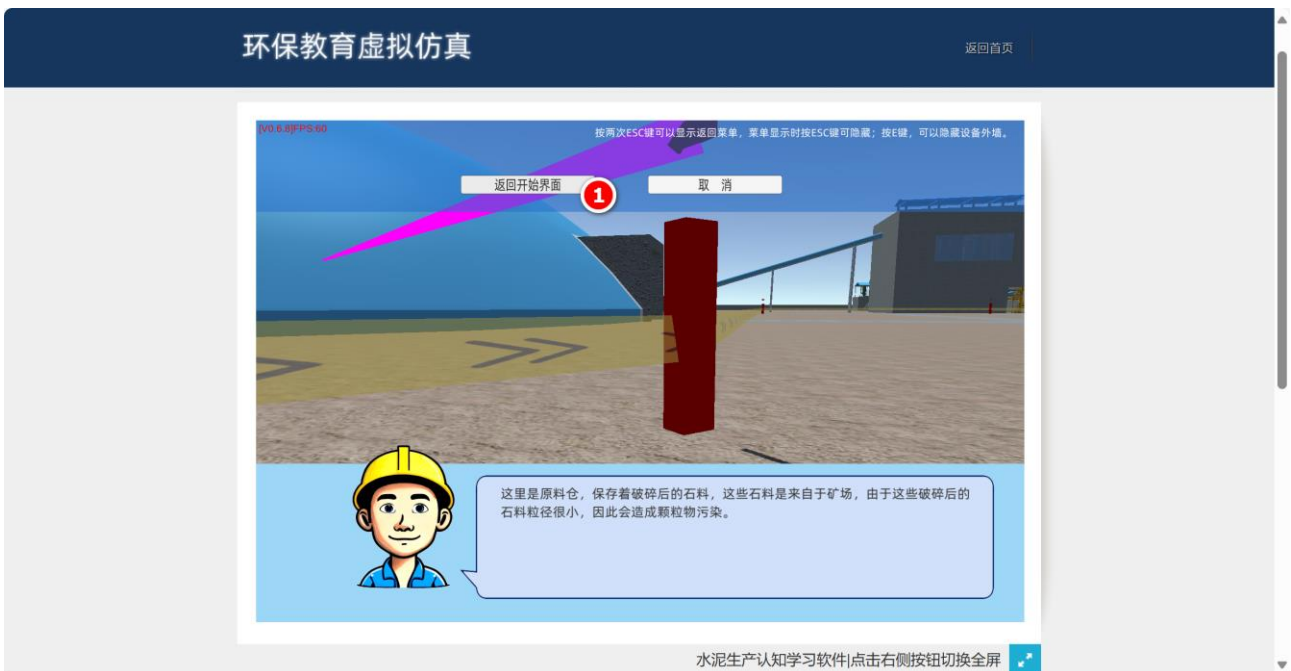 环保教育虚拟仿真
返回首页
[V0.6.8]FPS:60
按两次ESC键可以显示返回菜单，菜单显示时按ESC键可隐藏；按E键，可以隐藏设备外墙。
返回开始界面
1
取 消
这里是原料仓，保存着破碎后的石料，这些石料是来自于矿场，由于这些破碎后的
石料粒径很小，因此会造成颗粒物污染。
水泥生产认知学习软件|点击右侧按钮切换全屏